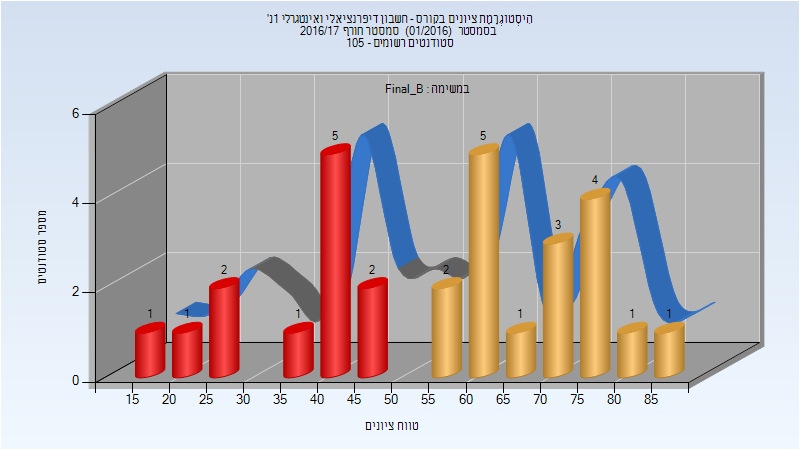 הִיסְטוֹגְרָמַת ציונים בקורס - חשבון דיפרנציאלי ואינטגרלי 1נ'
בסמסטר (01/2016) סמסטר חורף 2016/17
סטודנטים רשומים - 105
במשימה : Final_B
מספר סטודנטים
6
4
2
0
1
1
2
1
5
2
2
5
1
3
4
1
1
15 20 25 30 35 40 45 50 55 60 65 70 75 80 85
טווח ציונים